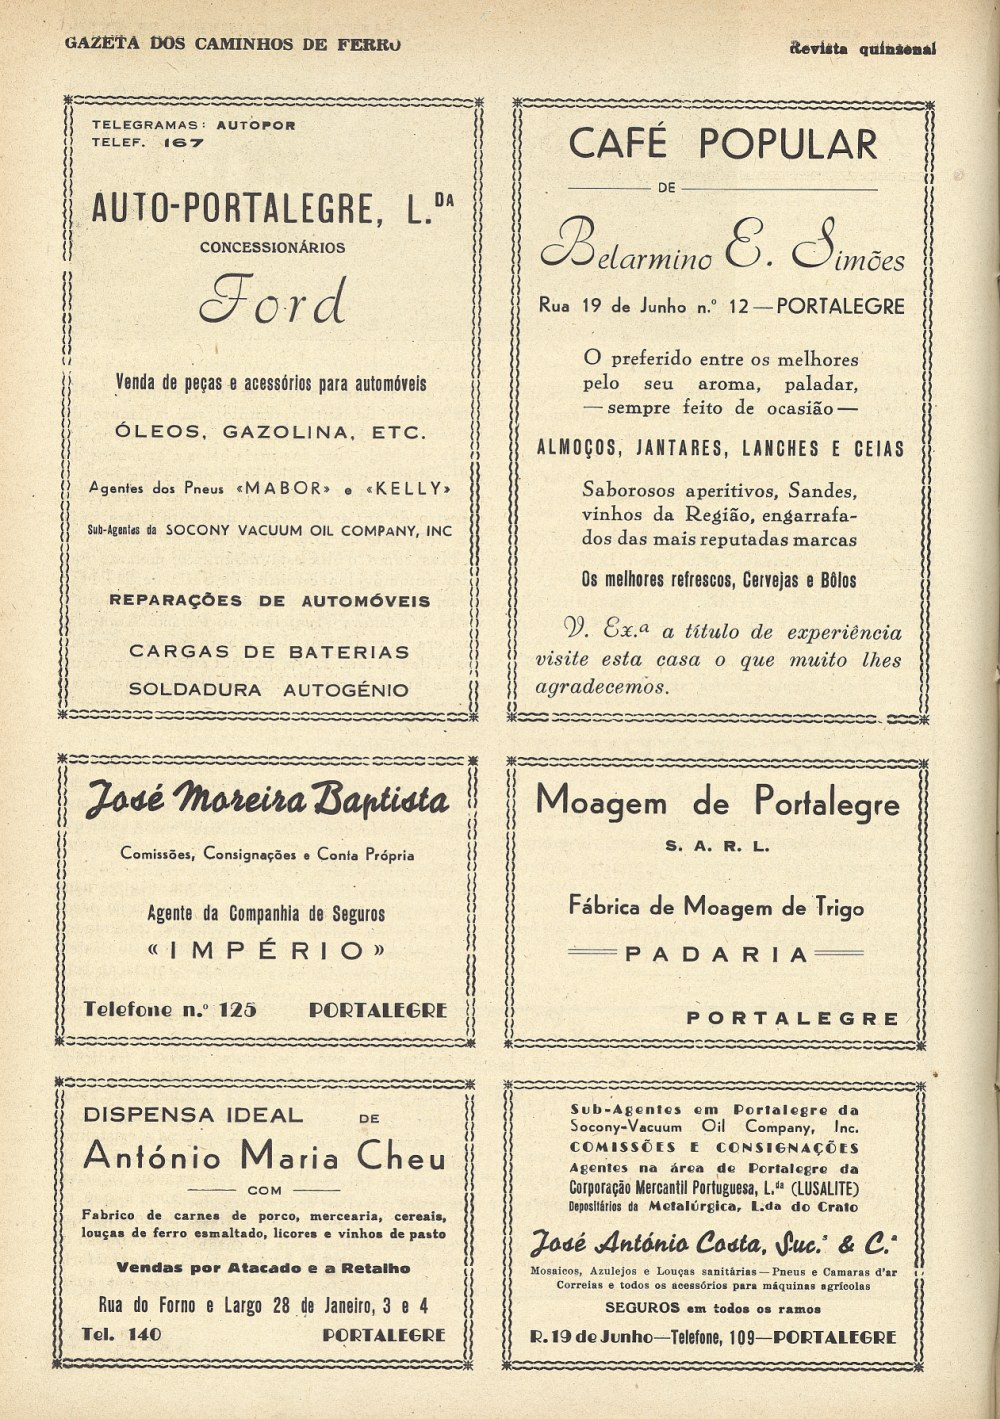 GAZETA DOS CAMINHOS DE FERRO
Revista quinzenal
TELEGRAMAS: AUTOPOR
TELEF. 167
AUTO-PORTALEGRE, L.DA
CONCESSIONÁRIOS
Ford
Venda de peças e acessórios para automóveis
ÓLEOS, GAZOLINA, ETC.
Agentes dos Pneus «MABOR» e «KELLY»
Sub-Agentes da SOCONY VACUUM OIL COMPANY, INC
REPARAÇÕES DE AUTOMÓVEIS
CARGAS DE BATERIAS
SOLDADURA AUTOGÉNIO
CAFÉ POPULAR
DE
Belarmino E. Simões
Rua 19 de Junho n.º 12 — PORTALEGRE
O preferido entre os melhores
pelo seu aroma, paladar,
— sempre feito de ocasião —
ALMOÇOS, JANTARES, LANCHES E CEIAS
Saborosos aperitivos, Sandes,
vinhos da Região, engarrafa-
dos das mais reputadas marcas
Os melhores refrescos, Cervejas e Bôlos
V. Ex.ª a título de experiência
visite esta casa o que muito lhes
agradecemos.
José Moreira Baptista
Comissões, Consignações e Conta Própria
Agente da Companhia de Seguros
«IMPÉRIO»
Telefone n.º 125 PORTALEGRE
Moagem de Portalegre
S. A. R. L.
Fábrica de Moagem de Trigo
PADARIA
PORTALEGRE
DISPENSA IDEAL DE
António Maria Cheu
COM
Fabrico de carnes de porco, mercearia, cereais,
louças de ferro esmaltado, licores e vinhos de pasto
Vendas por Atacado e a Retalho
Rua do Forno e Largo 28 de Janeiro, 3 e 4
Tel. 140 PORTALEGRE
Sub-Agentes em Portalegre da
Socony-Vacuum Oil Company, Inc.
COMISSÕES E CONSIGNAÇÕES
Agentes na área de Portalegre da
Corporação Mercantil Portuguesa, L.da (LUSALITE)
Depositários da Metalúrgica, L.da do Crato
José António Costa, Suc.r & C.ª
Mosaicos, Azulejos e Louças sanitárias — Pneus e Camaras d'ar
Correias e todos os acessórios para máquinas agrícolas
SEGUROS em todos os ramos
R. 19 de Junho—Telefone, 109—PORTALEGRE